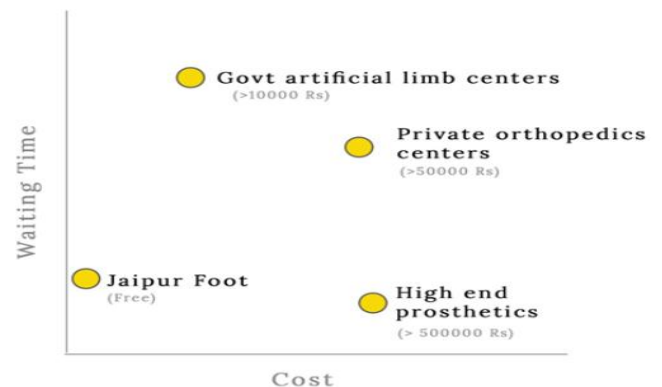 Govt artificial limb centers
(>10000 Rs)
Private orthopedics
centers
(>50000 Rs)
Waiting Time
Jaipur Foot
(Free)
High end
prosthetics
(> 500000 Rs)
Cost